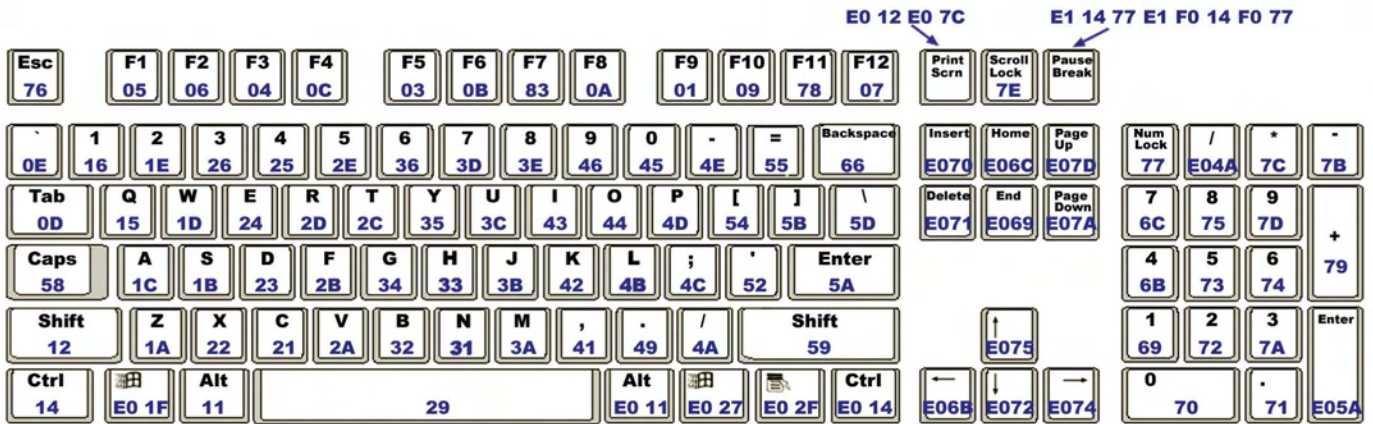 E0 12 E0 7C E1 14 77 E1 F0 14 F0 77
Esc F1 F2 F3 F4 F5 F6 F7 F8 F9 F10 F11 F12 Print Scrn Scroll Lock Pause Break
76 05 06 04 0C 03 0B 83 0A 01 09 78 07 7E
` 1 2 3 4 5 6 7 8 9 0 - = Backspace Insert Home Page Up Num Lock / * -
0E 16 1E 26 25 2E 36 3D 3E 46 45 4E 55 66 E070 E06C E07D 77 E04A 7C 7B
Tab Q W E R T Y U I O P [ ] \ Delete End Page Down 7 8 9
0D 15 1D 24 2D 2C 35 3C 43 44 4D 54 5B 5D E071 E069 E07A 6C 75 7D
+
79
Caps A S D F G H J K L ; ' Enter 4 5 6
58 1C 1B 23 2B 34 33 3B 42 4B 4C 52 5A 6B 73 74
Shift Z X C V B N M , . / Shift ↑ 1 2 3 Enter
12 1A 22 21 2A 32 31 3A 41 49 4A 59 E075 69 72 7A
Ctrl Alt Alt Ctrl ← ↓ → 0 .
14 E0 1F 11 29 E0 11 E0 27 E0 2F E0 14 E06B E072 E074 70 71 E05A